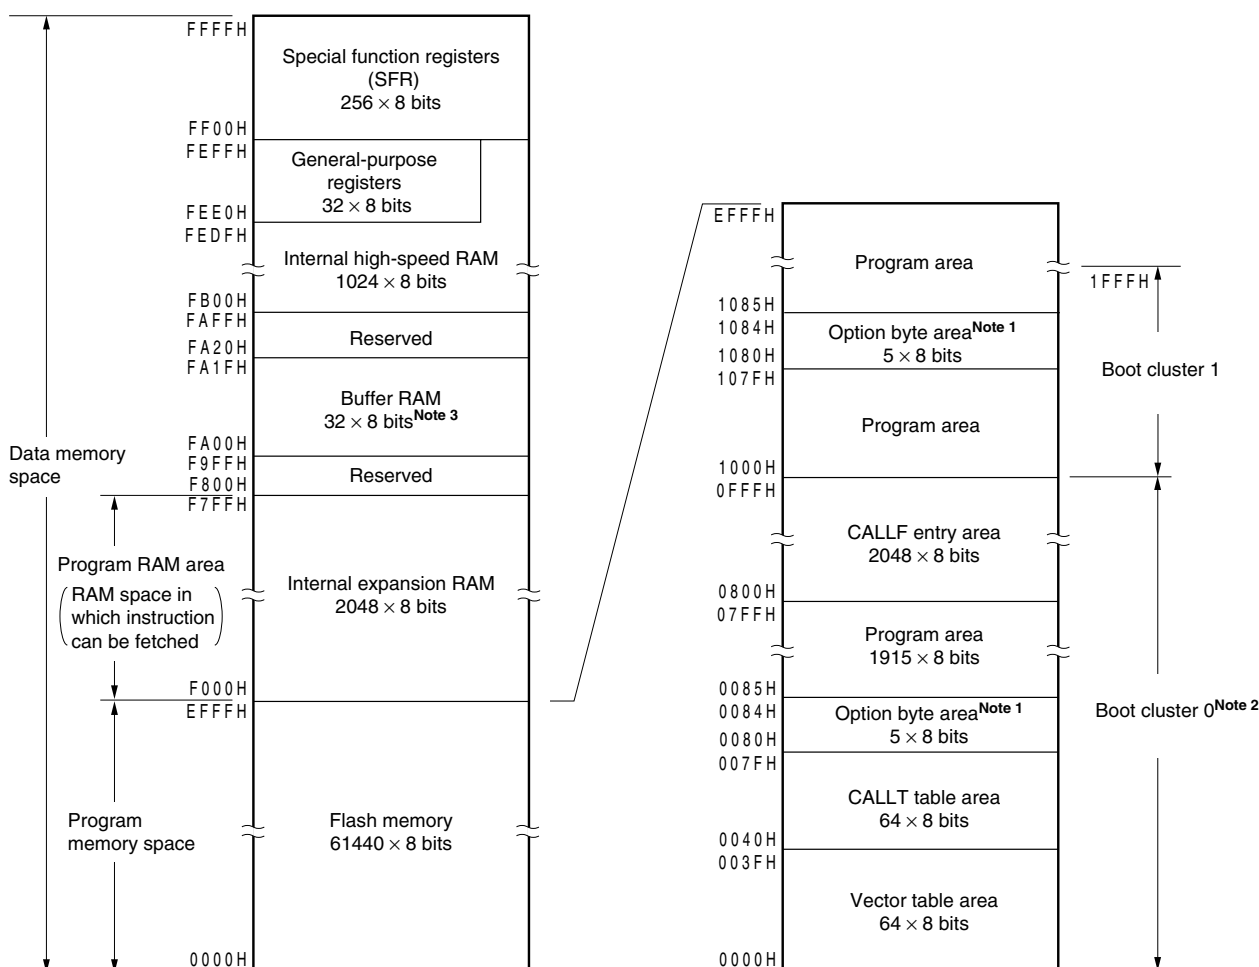 FFFFH
Special function registers
(SFR)
256 × 8 bits
FF00H
FEFFH
General-purpose
registers
32 × 8 bits
FEE0H
FEDFH
Internal high-speed RAM
1024 × 8 bits
FB00H
FAFFH
Reserved
FA20H
FA1FH
Buffer RAM
32 × 8 bitsNote 3
FA00H
F9FFH
Reserved
F800H
F7FFH
Data memory
space
Program RAM area
RAM space in
which instruction
can be fetched
Internal expansion RAM
2048 × 8 bits
F000H
EFFFH
Program
memory space
Flash memory
61440 × 8 bits
0000H
EFFFH
Program area
1FFFH
1085H
1084H
Option byte areaNote 1
5 × 8 bits
1080H
107FH
Boot cluster 1
Program area
1000H
0FFFH
CALLF entry area
2048 × 8 bits
0800H
07FFH
Program area
1915 × 8 bits
0085H
0084H
Option byte areaNote 1
5 × 8 bits
Boot cluster 0Note 2
0080H
007FH
CALLT table area
64 × 8 bits
0040H
003FH
Vector table area
64 × 8 bits
0000H